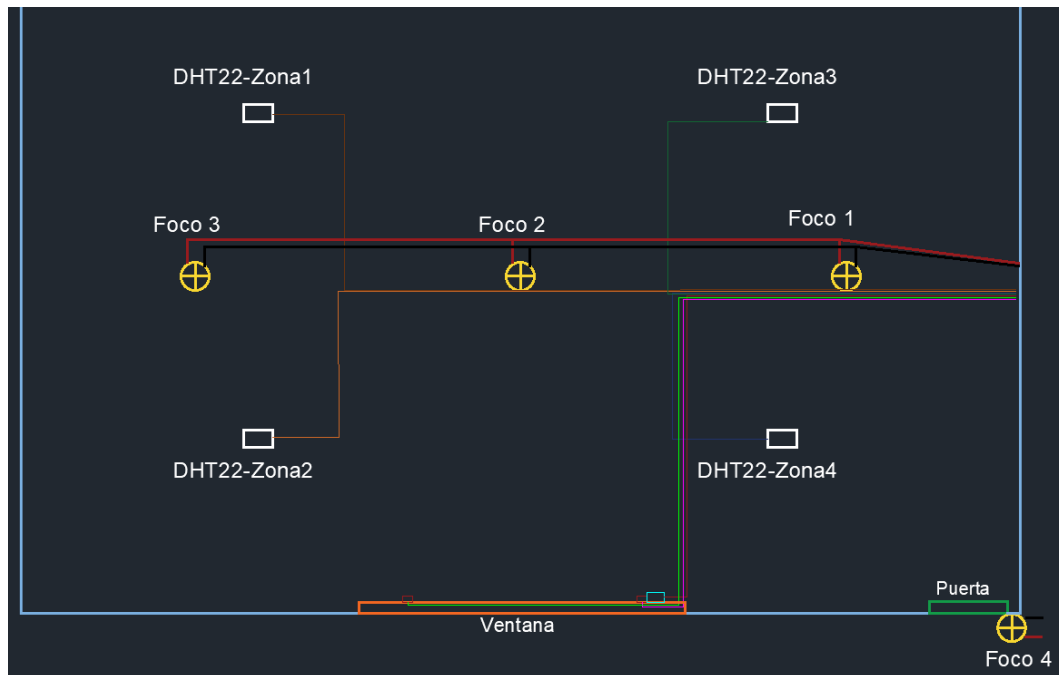 DHT22-Zona1
DHT22-Zona3
Foco 3
Foco 2
Foco 1
DHT22-Zona2
DHT22-Zona4
Puerta
Ventana
Foco 4